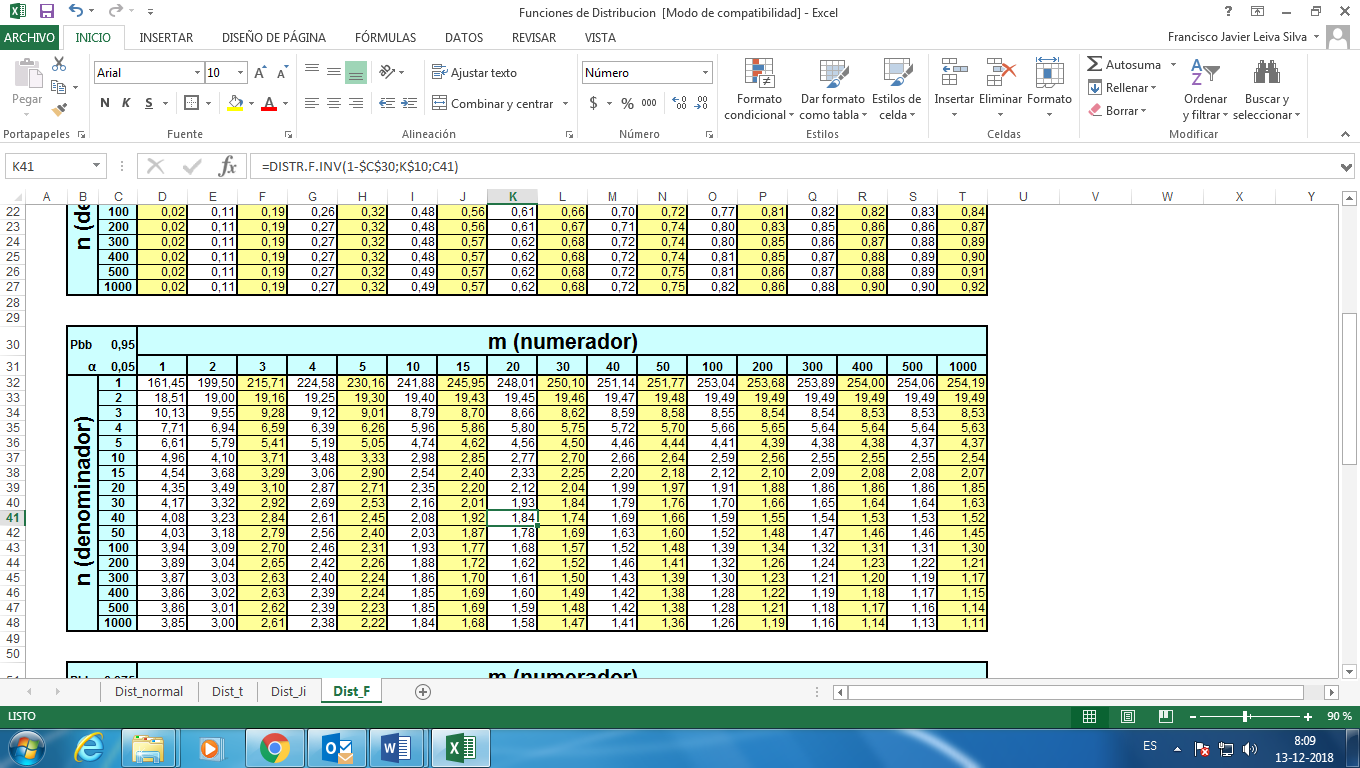 Funciones de Distribucion [Modo de compatibilidad] - Excel
ARCHIVO INICIO INSERTAR DISEÑO DE PÁGINA FÓRMULAS DATOS REVISAR VISTA Francisco Javier Leiva Silva
Pegar Arial 10 Ajustar texto Número Formato condicional Dar formato como tabla Estilos de celda Insertar Eliminar Formato Autosuma Rellenar Borrar Ordenar y filtrar Buscar y seleccionar
N K S Combinar y centrar $ % 000
Portapapeles Fuente Alineación Número Estilos Celdas Modificar
K41 fx =DISTR.F.INV(1-$C$30;K$10;C41)
A B C D E F G H I J K L M N O P Q R S T U V W X Y
22 100 0,02 0,11 0,19 0,26 0,32 0,48 0,56 0,61 0,66 0,70 0,72 0,77 0,81 0,82 0,82 0,83 0,84
23 200 0,02 0,11 0,19 0,27 0,32 0,48 0,56 0,61 0,67 0,71 0,74 0,80 0,83 0,85 0,86 0,86 0,87
24 300 0,02 0,11 0,19 0,27 0,32 0,48 0,57 0,62 0,68 0,72 0,74 0,80 0,85 0,86 0,87 0,88 0,89
25 400 0,02 0,11 0,19 0,27 0,32 0,48 0,57 0,62 0,68 0,72 0,74 0,81 0,85 0,87 0,88 0,89 0,90
26 500 0,02 0,11 0,19 0,27 0,32 0,49 0,57 0,62 0,68 0,72 0,75 0,81 0,86 0,87 0,88 0,89 0,91
27 1000 0,02 0,11 0,19 0,27 0,32 0,49 0,57 0,62 0,68 0,72 0,75 0,82 0,86 0,88 0,90 0,90 0,92
n (de
28
29
30 Pbb 0,95 m (numerador)
31 α 0,05 1 2 3 4 5 10 15 20 30 40 50 100 200 300 400 500 1000
n (denominador)
32 1 161,45 199,50 215,71 224,58 230,16 241,88 245,95 248,01 250,10 251,14 251,77 253,04 253,68 253,89 254,00 254,06 254,19
33 2 18,51 19,00 19,16 19,25 19,30 19,40 19,43 19,45 19,46 19,47 19,48 19,49 19,49 19,49 19,49 19,49 19,49
34 3 10,13 9,55 9,28 9,12 9,01 8,79 8,70 8,66 8,62 8,59 8,58 8,55 8,54 8,54 8,53 8,53 8,53
35 4 7,71 6,94 6,59 6,39 6,26 5,96 5,86 5,80 5,75 5,72 5,70 5,66 5,65 5,64 5,64 5,64 5,63
36 5 6,61 5,79 5,41 5,19 5,05 4,74 4,62 4,56 4,50 4,46 4,44 4,41 4,39 4,38 4,38 4,37 4,37
37 10 4,96 4,10 3,71 3,48 3,33 2,98 2,85 2,77 2,70 2,66 2,64 2,59 2,56 2,55 2,55 2,55 2,54
38 15 4,54 3,68 3,29 3,06 2,90 2,54 2,40 2,33 2,25 2,20 2,18 2,12 2,10 2,09 2,08 2,08 2,07
39 20 4,35 3,49 3,10 2,87 2,71 2,35 2,20 2,12 2,04 1,99 1,97 1,91 1,88 1,86 1,86 1,86 1,85
40 30 4,17 3,32 2,92 2,69 2,53 2,16 2,01 1,93 1,84 1,79 1,76 1,70 1,66 1,65 1,64 1,64 1,63
41 40 4,08 3,23 2,84 2,61 2,45 2,08 1,92 1,84 1,74 1,69 1,66 1,59 1,55 1,54 1,53 1,53 1,52
42 50 4,03 3,18 2,79 2,56 2,40 2,03 1,87 1,78 1,69 1,63 1,60 1,52 1,48 1,47 1,46 1,46 1,45
43 100 3,94 3,09 2,70 2,46 2,31 1,93 1,77 1,68 1,57 1,52 1,48 1,39 1,34 1,32 1,31 1,31 1,30
44 200 3,89 3,04 2,65 2,42 2,26 1,88 1,72 1,62 1,52 1,46 1,41 1,32 1,26 1,24 1,23 1,22 1,21
45 300 3,87 3,03 2,63 2,40 2,24 1,86 1,70 1,61 1,50 1,43 1,39 1,30 1,23 1,21 1,20 1,19 1,17
46 400 3,86 3,02 2,63 2,39 2,24 1,85 1,69 1,60 1,49 1,42 1,38 1,28 1,22 1,19 1,18 1,17 1,15
47 500 3,86 3,01 2,62 2,39 2,23 1,85 1,69 1,59 1,48 1,42 1,38 1,28 1,21 1,18 1,17 1,16 1,14
48 1000 3,85 3,00 2,61 2,38 2,22 1,84 1,68 1,58 1,47 1,41 1,36 1,26 1,19 1,16 1,14 1,13 1,11
49
50
m (numerador)
Dist_normal Dist_t Dist_Ji Dist_F
LISTO 90 %
ES 8:09
13-12-2018